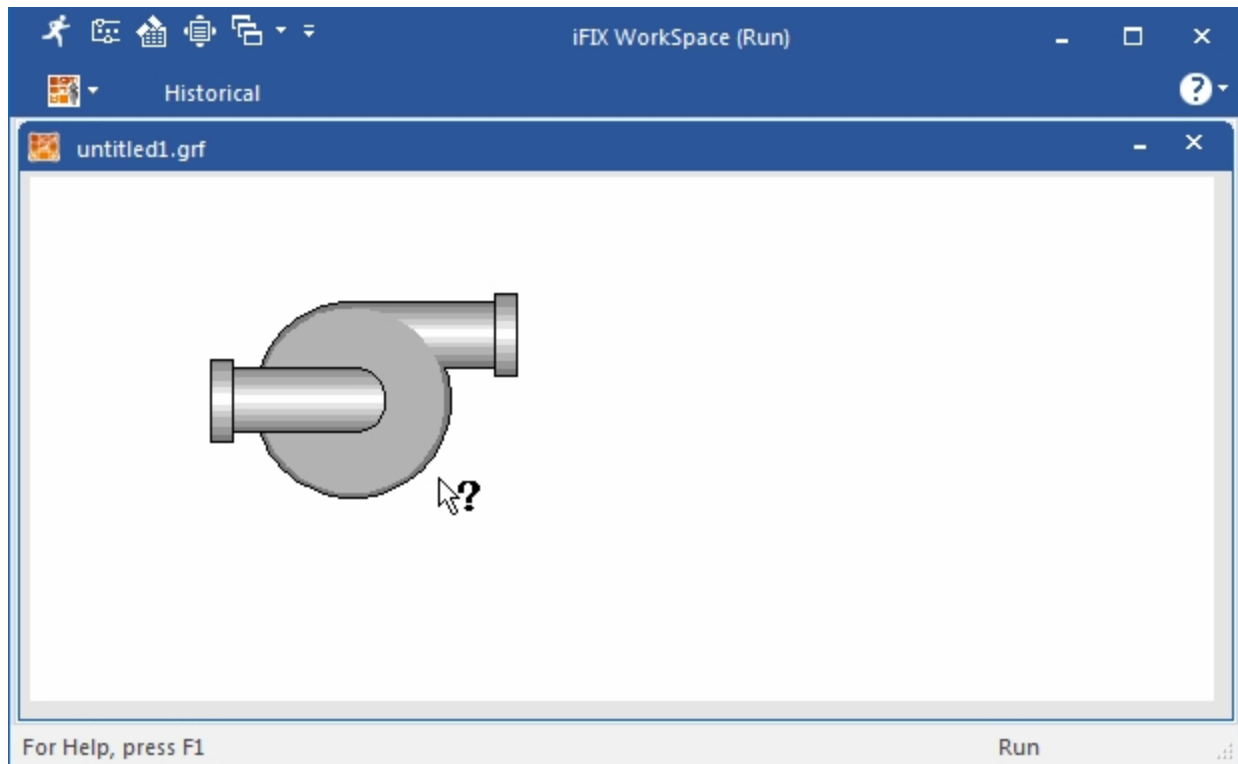 iFIX WorkSpace (Run)
Historical
untitled1.grf
?
For Help, press F1
Run